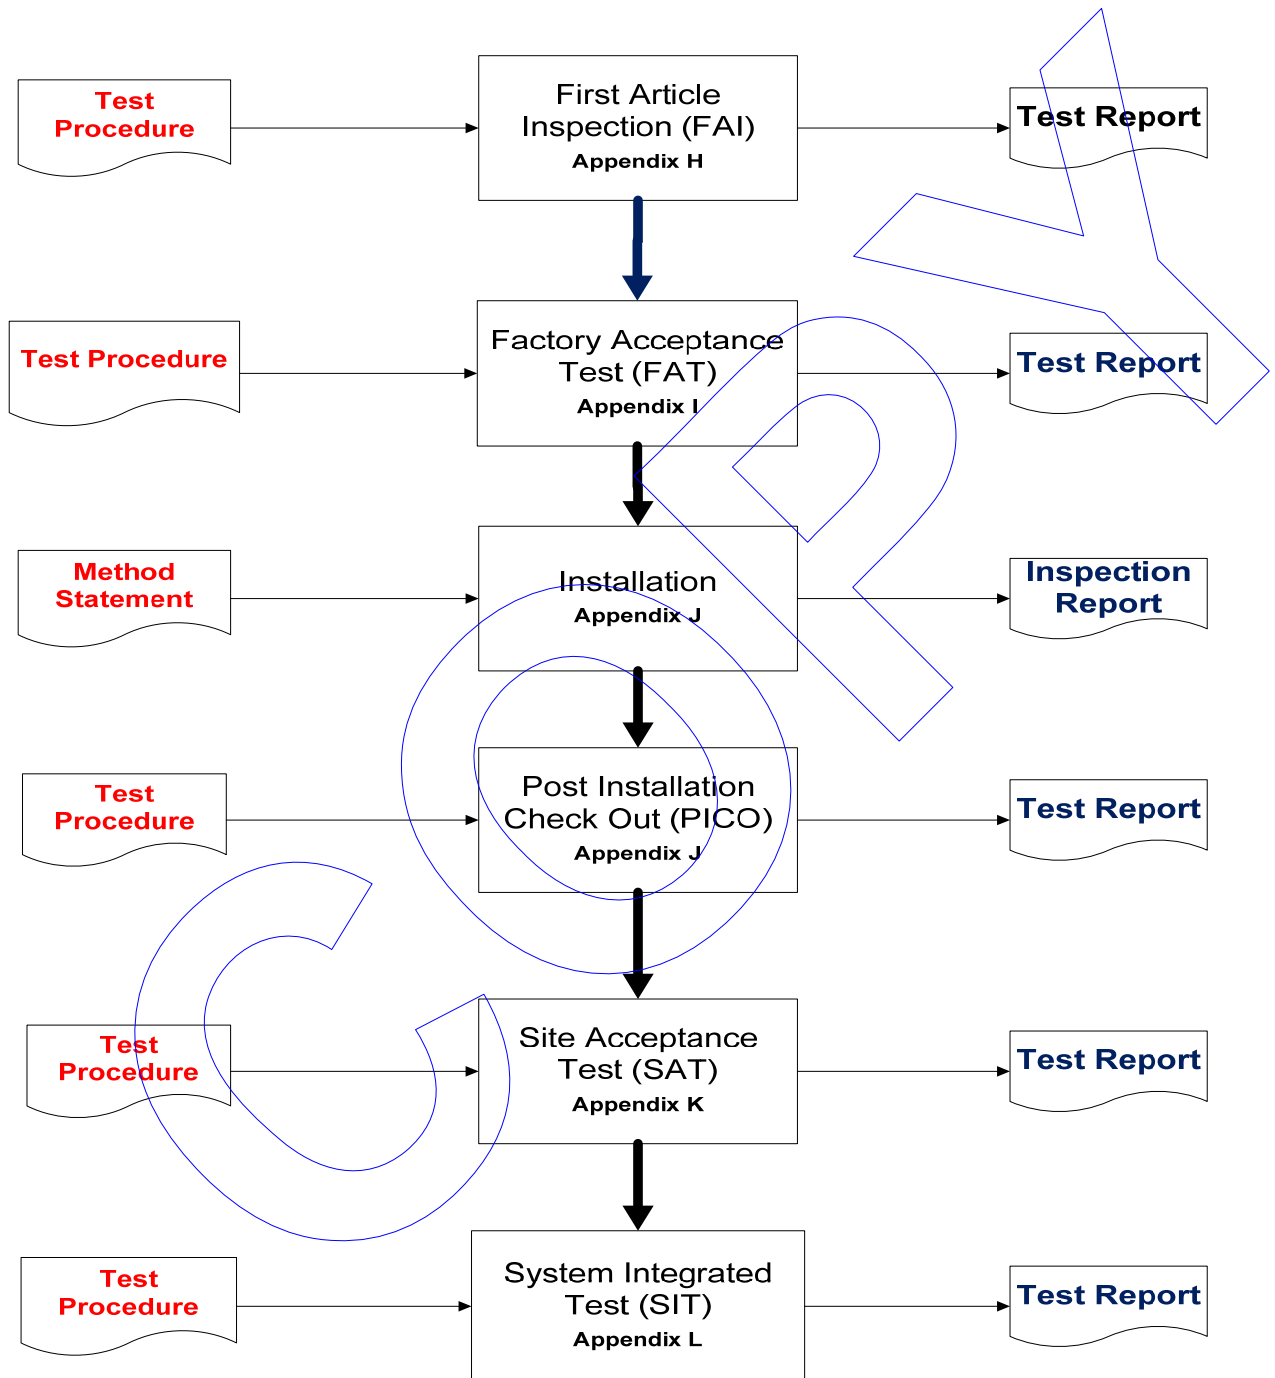 Test
Procedure
First Article
Inspection (FAI)
Appendix H
Test Report
Test Procedure
Factory Acceptance
Test (FAT)
Appendix I
Test Report
Method
Statement
Installation
Appendix J
Inspection
Report
Test
Procedure
Post Installation
Check Out (PICO)
Appendix J
Test Report
Test
Procedure
Site Acceptance
Test (SAT)
Appendix K
Test Report
Test
Procedure
System Integrated
Test (SIT)
Appendix L
Test Report
COPY